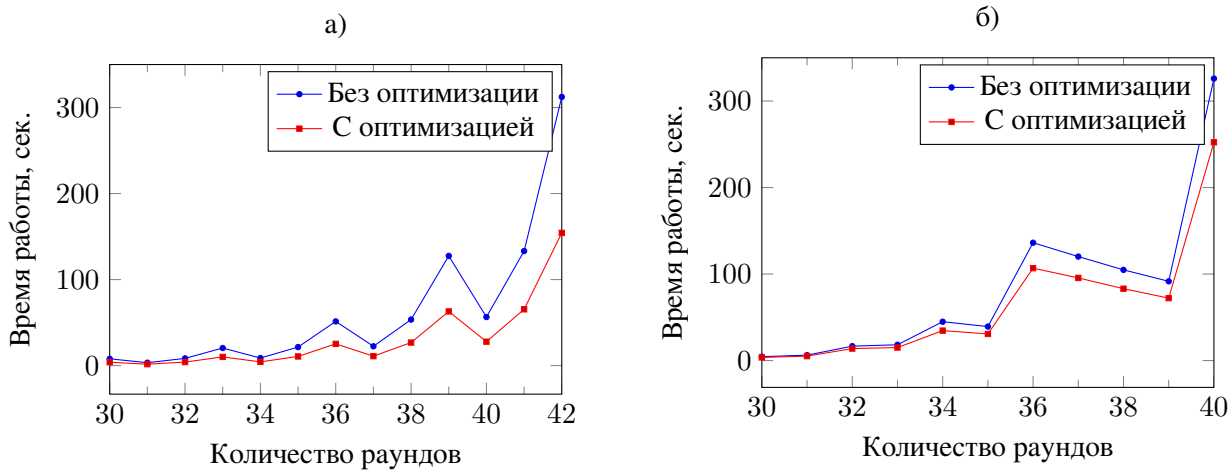 а)
Без оптимизации
С оптимизацией
Время работы, сек.
300
200
100
0
30 32 34 36 38 40 42
Количество раундов
б)
Без оптимизации
С оптимизацией
Время работы, сек.
300
200
100
0
30 32 34 36 38 40
Количество раундов